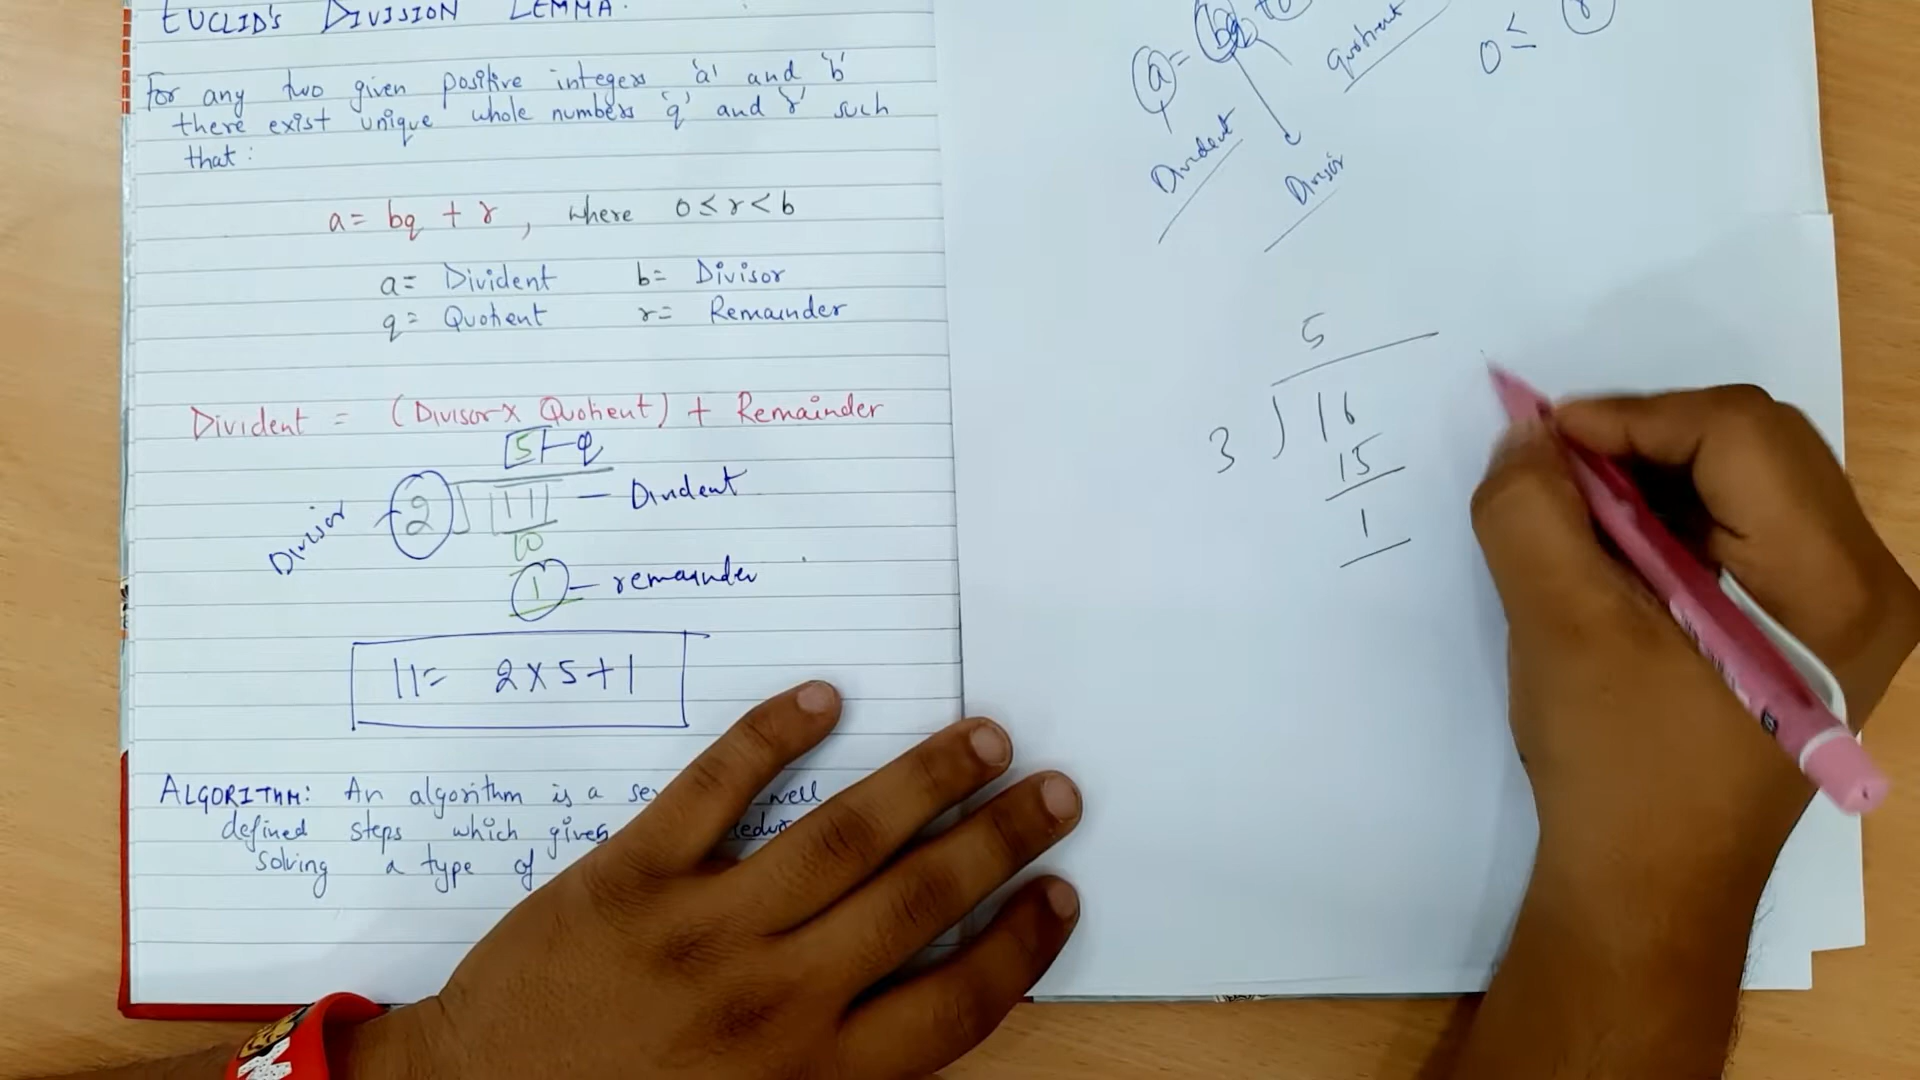 EUCLID'S DIVISION LEMMA.
For any two given positive integers 'a' and 'b'
there exist unique whole numbers 'q' and 'r' such
that:
a= bq + r, where 0≤r<b
a= Divident b= Divisor
q= Quotient r= Remainder
Divident = (Divisor× Quotient) + Remainder
5 - q
Divisor - 2 11 - Divident
10
1 - remainder
11= 2×5+1
ALGORITHM: An algorithm is a well
defined steps which gives
solving a type of
a = bq +
Quotient
0≤ r
Divident
Divisor
5
3 ) 16
15
1